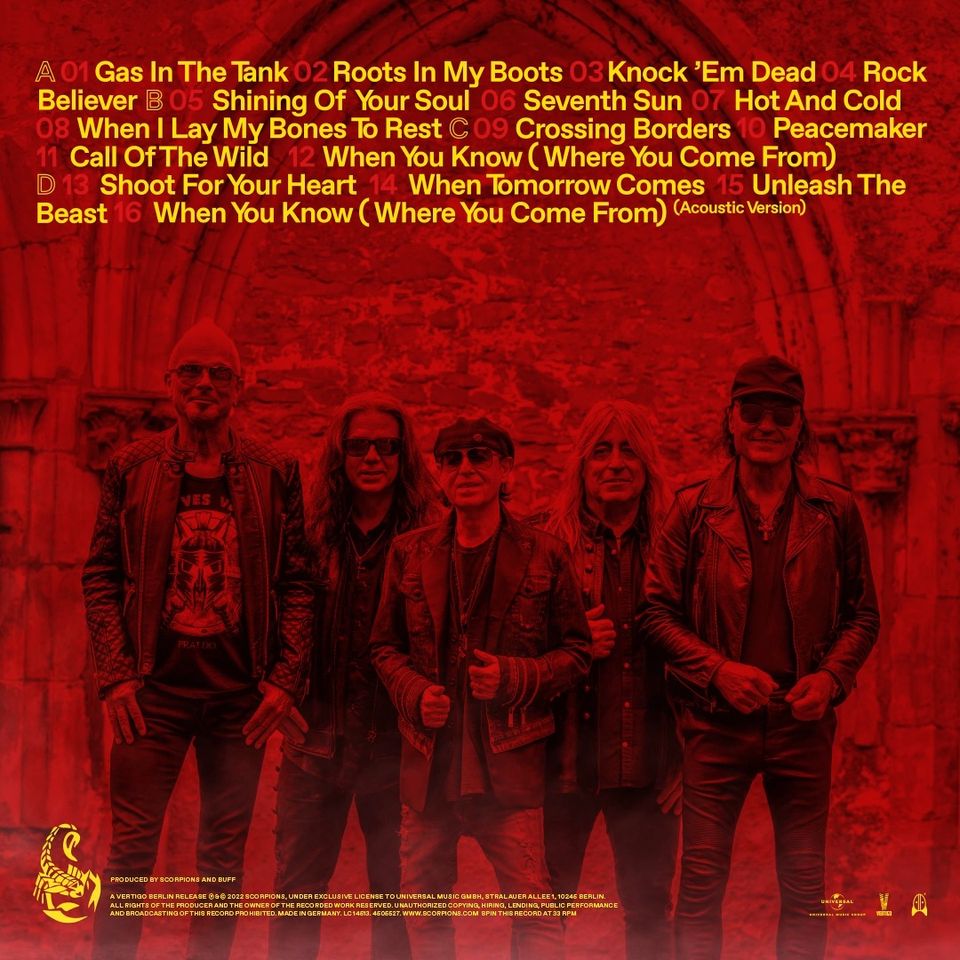 A 01 Gas In The Tank 02 Roots In My Boots 03 Knock ’Em Dead 04 Rock
Believer B 05 Shining Of Your Soul 06 Seventh Sun 07 Hot And Cold
08 When I Lay My Bones To Rest C 09 Crossing Borders 10 Peacemaker
11 Call Of The Wild 12 When You Know ( Where You Come From)
D 13 Shoot For Your Heart 14 When Tomorrow Comes 15 Unleash The
Beast 16 When You Know ( Where You Come From) (Acoustic Version)
PRODUCED BY SCORPIONS AND BUFF
A VERTIGO BERLIN RELEASE ℗&© 2022 SCORPIONS, UNDER EXCLUSIVE LICENSE TO UNIVERSAL MUSIC GMBH, STRALAUER ALLEE 1, 10245 BERLIN.
ALL RIGHTS OF THE PRODUCER AND THE OWNER OF THE RECORDED WORK RESERVED. UNAUTHORIZED COPYING, HIRING, LENDING, PUBLIC PERFORMANCE
AND BROADCASTING OF THIS RECORD PROHIBITED. MADE IN GERMANY. LC14513. 4505527. WWW.SCORPIONS.COM SPIN THIS RECORD AT 33 RPM
UNIVERSAL
UNIVERSAL MUSIC GROUP
VERTIGO